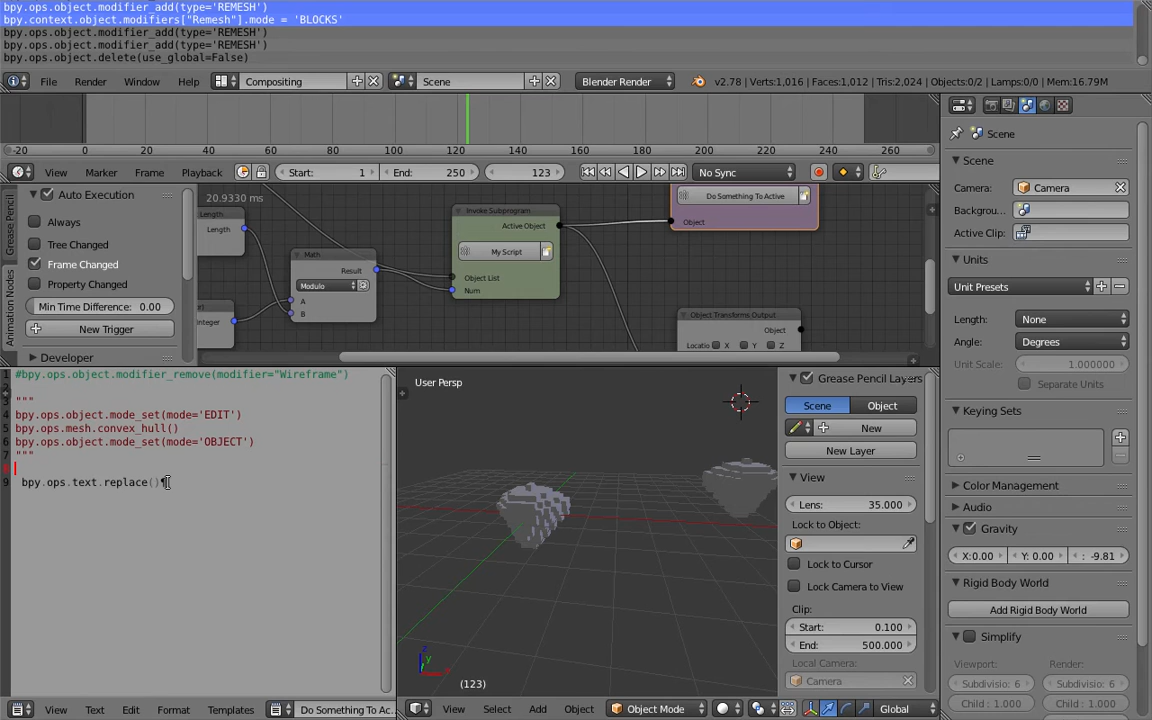 bpy.ops.object.modifier_add(type='REMESH')
bpy.context.object.modifiers["Remesh"].mode = 'BLOCKS'
bpy.ops.object.modifier_add(type='REMESH')
bpy.ops.object.modifier_add(type='REMESH')
bpy.ops.object.delete(use_global=False)
File Render Window Help Compositing Scene Blender Render v2.78 | Verts:1,016 | Faces:1,012 | Tris:2,024 | Objects:0/2 | Lamps:0/0 | Mem:16.79M
-20 0 20 40 60 80 100 120 140 160 180 200 220 240 260
View Marker Frame Playback Start: 1 End: 250 123 No Sync
Grease Pencil
Animation Nodes
Auto Execution
Always
Tree Changed
Frame Changed
Property Changed
Min Time Difference: 0.00
New Trigger
Developer
20.9330 ms
Length
Length
Integer
Math
Result
Modulo
A
B
Invoke Subprogram
Active Object
My Script
Object List
Num
Do Something To Active
Object
Object Transforms Output
Object
Locatio X Y Z
1 #bpy.ops.object.modifier_remove(modifier="Wireframe")
2
3 """
4 bpy.ops.object.mode_set(mode='EDIT')
5 bpy.ops.mesh.convex_hull()
6 bpy.ops.object.mode_set(mode='OBJECT')
7 """
8
9 bpy.ops.text.replace()
View Text Edit Format Templates Do Something To Ac..
User Persp
z
y
x
(123)
View Select Add Object Object Mode Global
Grease Pencil Layers
Scene Object
New
New Layer
View
Lens: 35.000
Lock to Object:
Lock to Cursor
Lock Camera to View
Clip:
Start: 0.100
End: 500.000
Local Camera:
Camera
Scene
Scene
Camera: Camera
Backgrou..
Active Clip:
Units
Unit Presets
Length: None
Angle: Degrees
Unit Scale: 1.000000
Separate Units
Keying Sets
Color Management
Audio
Gravity
X:0.00 Y: 0.00 : -9.81
Rigid Body World
Add Rigid Body World
Simplify
Viewport: Render:
Subdivisio: 6 Subdivisio: 6
Child : 1.000 Child : 1.000